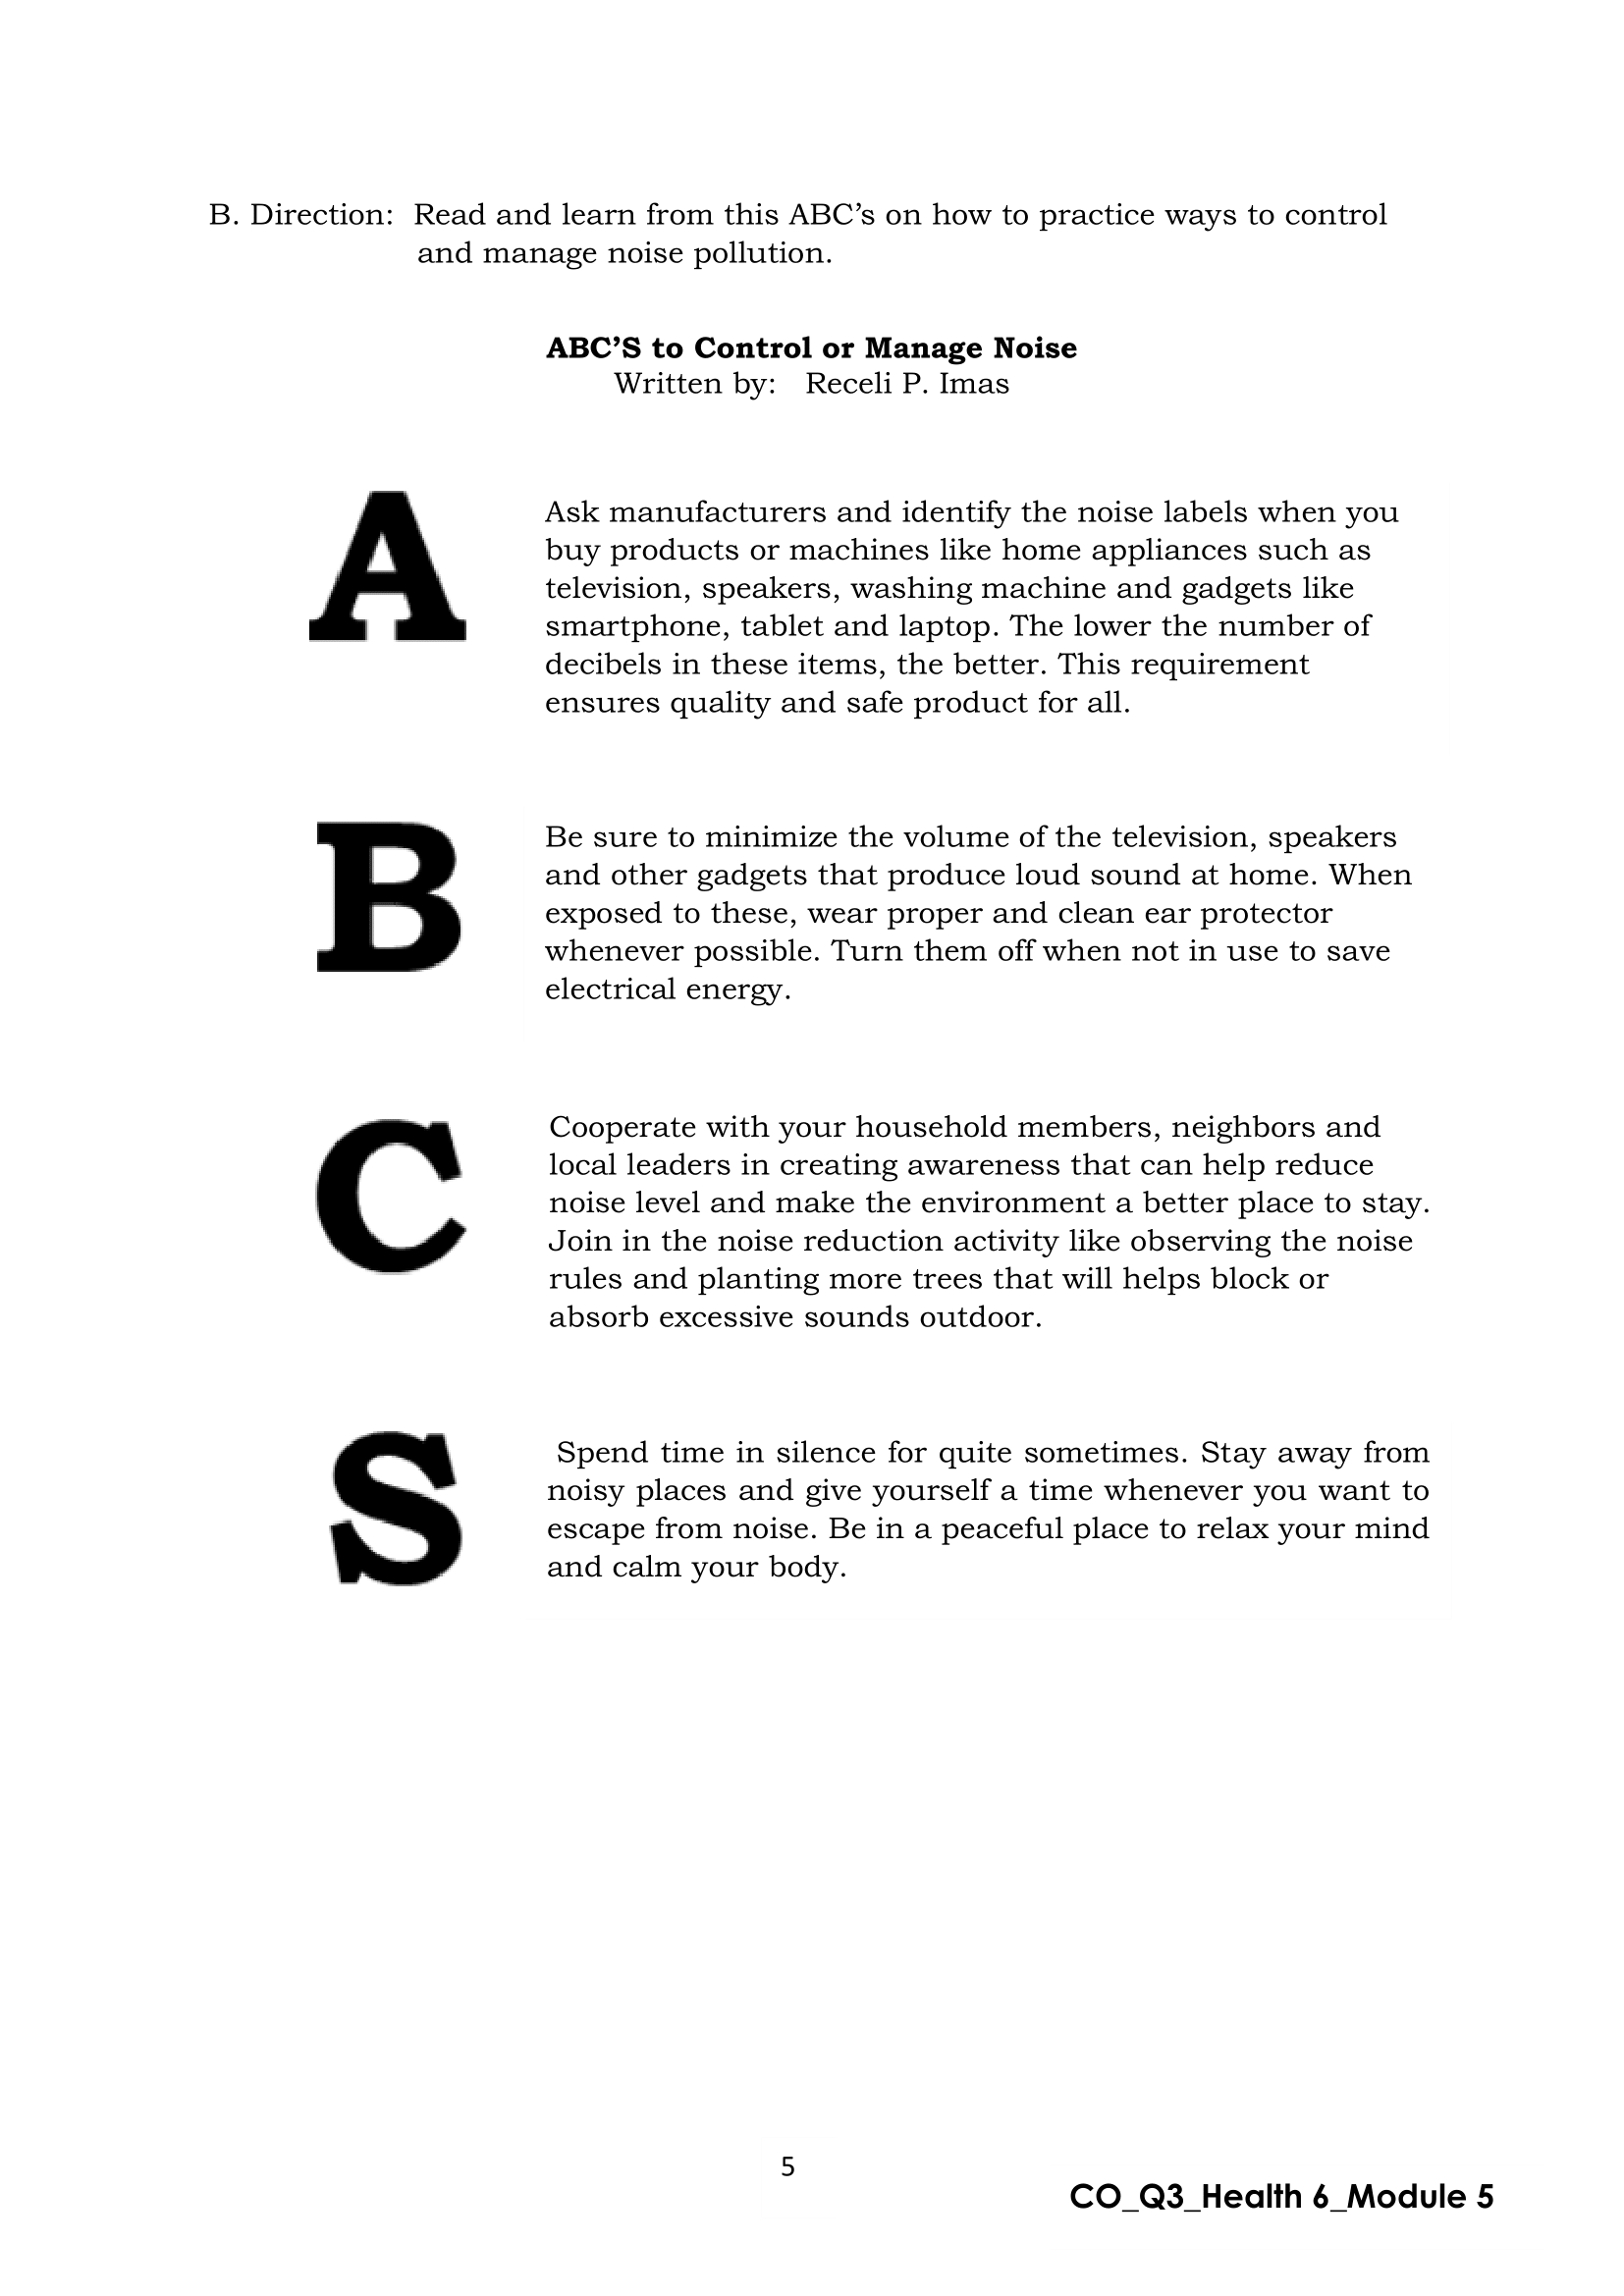 B. Direction: Read and learn from this ABC’s on how to practice ways to control
and manage noise pollution.
ABC’S to Control or Manage Noise
Written by: Receli P. Imas
A
Ask manufacturers and identify the noise labels when you
buy products or machines like home appliances such as
television, speakers, washing machine and gadgets like
smartphone, tablet and laptop. The lower the number of
decibels in these items, the better. This requirement
ensures quality and safe product for all.
B
Be sure to minimize the volume of the television, speakers
and other gadgets that produce loud sound at home. When
exposed to these, wear proper and clean ear protector
whenever possible. Turn them off when not in use to save
electrical energy.
C
Cooperate with your household members, neighbors and
local leaders in creating awareness that can help reduce
noise level and make the environment a better place to stay.
Join in the noise reduction activity like observing the noise
rules and planting more trees that will helps block or
absorb excessive sounds outdoor.
S
Spend time in silence for quite sometimes. Stay away from
noisy places and give yourself a time whenever you want to
escape from noise. Be in a peaceful place to relax your mind
and calm your body.
5
CO_Q3_Health 6_Module 5